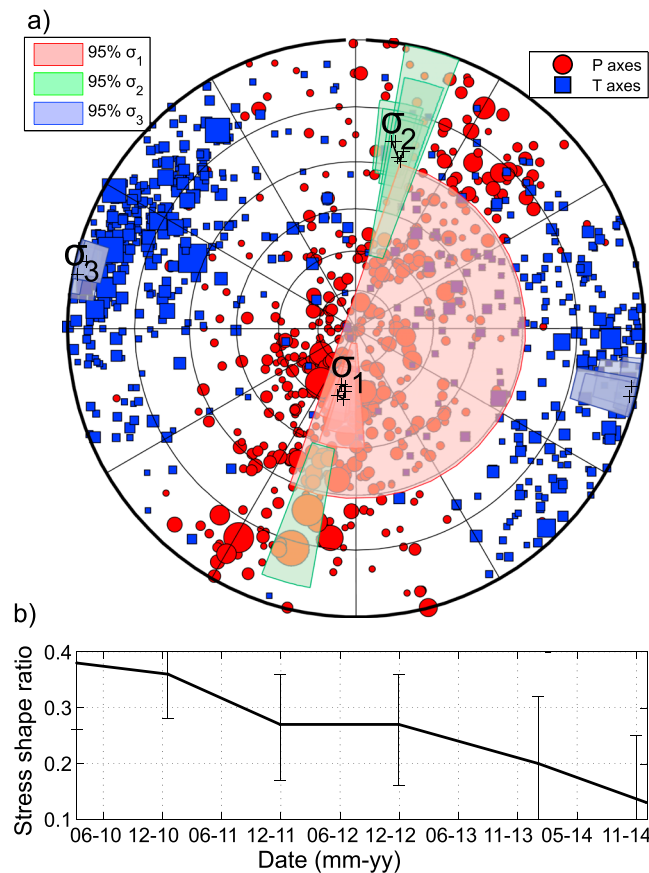 a)
95% σ1
95% σ2
95% σ3
P axes
T axes
σ2
σ3
σ1
b)
Stress shape ratio
0.4
0.3
0.2
0.1
06-10 12-10 06-11 12-11 06-12 12-12 06-13 11-13 05-14 11-14
Date (mm-yy)